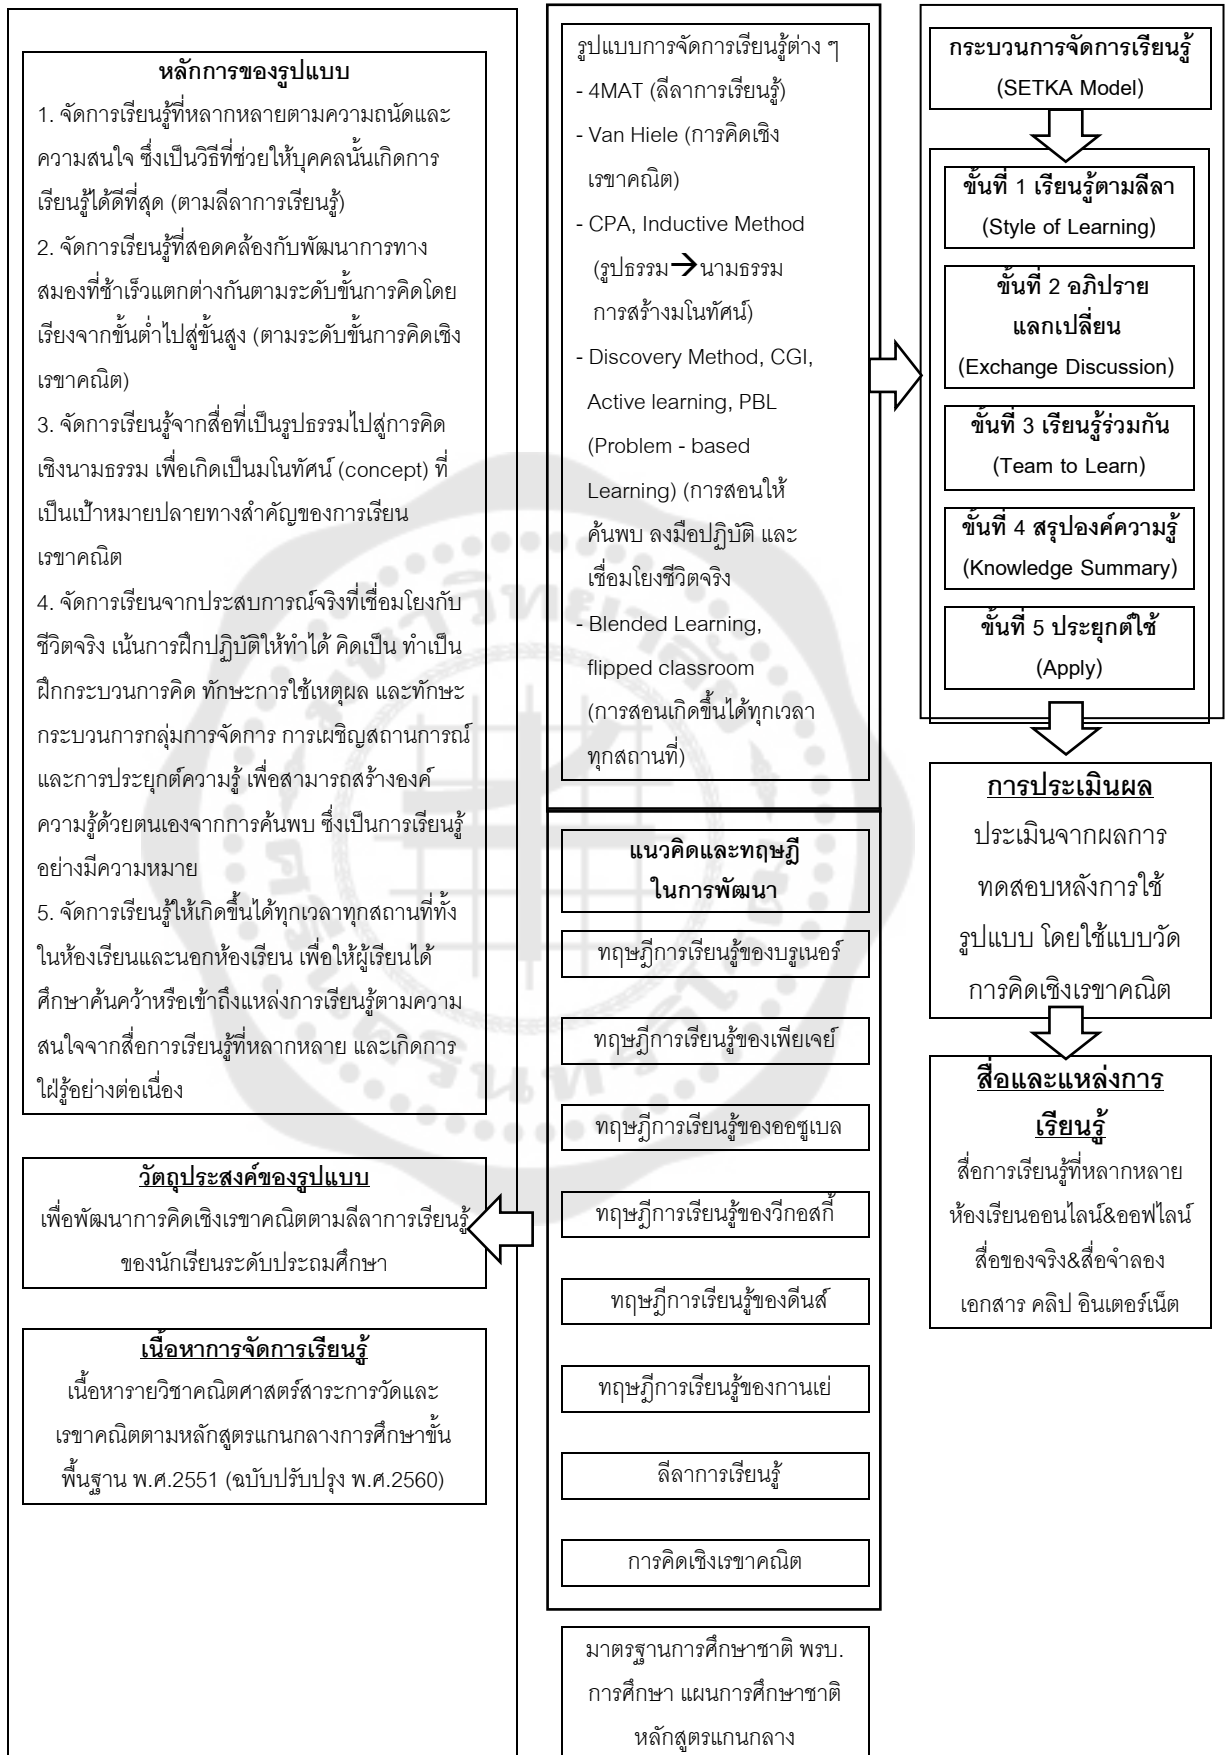 หลักการของรูปแบบ
1. จัดการเรียนรู้ที่หลากหลายตามความถนัดและ
ความสนใจ ซึ่งเป็นวิธีที่ช่วยให้บุคคลนั้นเกิดการ
เรียนรู้ได้ดีที่สุด (ตามลีลาการเรียนรู้)
2. จัดการเรียนรู้ที่สอดคล้องกับพัฒนาการทาง
สมองที่ช้าเร็วแตกต่างกันตามระดับขั้นการคิดโดย
เรียงจากขั้นต่ำไปสู่ขั้นสูง (ตามระดับขั้นการคิดเชิง
เรขาคณิต)
3. จัดการเรียนรู้จากสื่อที่เป็นรูปธรรมไปสู่การคิด
เชิงนามธรรม เพื่อเกิดเป็นมโนทัศน์ (concept) ที่
เป็นเป้าหมายปลายทางสำคัญของการเรียน
เรขาคณิต
4. จัดการเรียนจากประสบการณ์จริงที่เชื่อมโยงกับ
ชีวิตจริง เน้นการฝึกปฏิบัติให้ทำได้ คิดเป็น ทำเป็น
ฝึกกระบวนการคิด ทักษะการใช้เหตุผล และทักษะ
กระบวนการกลุ่มการจัดการ การเผชิญสถานการณ์
และการประยุกต์ความรู้ เพื่อสามารถสร้างองค์
ความรู้ด้วยตนเองจากการค้นพบ ซึ่งเป็นการเรียนรู้
อย่างมีความหมาย
5. จัดการเรียนรู้ให้เกิดขึ้นได้ทุกเวลาทุกสถานที่ทั้ง
ในห้องเรียนและนอกห้องเรียน เพื่อให้ผู้เรียนได้
ศึกษาค้นคว้าหรือเข้าถึงแหล่งการเรียนรู้ตามความ
สนใจจากสื่อการเรียนรู้ที่หลากหลาย และเกิดการ
ใฝ่รู้อย่างต่อเนื่อง
วัตถุประสงค์ของรูปแบบ
เพื่อพัฒนาการคิดเชิงเรขาคณิตตามลีลาการเรียนรู้
ของนักเรียนระดับประถมศึกษา
เนื้อหาการจัดการเรียนรู้
เนื้อหารายวิชาคณิตศาสตร์สาระการวัดและ
เรขาคณิตตามหลักสูตรแกนกลางการศึกษาขั้น
พื้นฐาน พ.ศ.2551 (ฉบับปรับปรุง พ.ศ.2560)
รูปแบบการจัดการเรียนรู้ต่าง ๆ
- 4MAT (ลีลาการเรียนรู้)
- Van Hiele (การคิดเชิง
เรขาคณิต)
- CPA, Inductive Method
(รูปธรรม→นามธรรม
การสร้างมโนทัศน์)
- Discovery Method, CGI,
Active learning, PBL
(Problem - based
Learning) (การสอนให้
ค้นพบ ลงมือปฏิบัติ และ
เชื่อมโยงชีวิตจริง
- Blended Learning,
flipped classroom
(การสอนเกิดขึ้นได้ทุกเวลา
ทุกสถานที่)
แนวคิดและทฤษฎี
ในการพัฒนา
ทฤษฎีการเรียนรู้ของบรูเนอร์
ทฤษฎีการเรียนรู้ของเพียเจย์
ทฤษฎีการเรียนรู้ของออซูเบล
ทฤษฎีการเรียนรู้ของวีกอสกี้
ทฤษฎีการเรียนรู้ของดีนส์
ทฤษฎีการเรียนรู้ของกานเย่
ลีลาการเรียนรู้
การคิดเชิงเรขาคณิต
มาตรฐานการศึกษาชาติ พรบ.
การศึกษา แผนการศึกษาชาติ
หลักสูตรแกนกลาง
กระบวนการจัดการเรียนรู้
(SETKA Model)
ขั้นที่ 1 เรียนรู้ตามลีลา
(Style of Learning)
ขั้นที่ 2 อภิปราย
แลกเปลี่ยน
(Exchange Discussion)
ขั้นที่ 3 เรียนรู้ร่วมกัน
(Team to Learn)
ขั้นที่ 4 สรุปองค์ความรู้
(Knowledge Summary)
ขั้นที่ 5 ประยุกต์ใช้
(Apply)
การประเมินผล
ประเมินจากผลการ
ทดสอบหลังการใช้
รูปแบบ โดยใช้แบบวัด
การคิดเชิงเรขาคณิต
สื่อและแหล่งการ
เรียนรู้
สื่อการเรียนรู้ที่หลากหลาย
ห้องเรียนออนไลน์&ออฟไลน์
สื่อของจริง&สื่อจำลอง
เอกสาร คลิป อินเตอร์เน็ต
มหาวิทยาลัย
ศรีนครินทรวิโรฒ